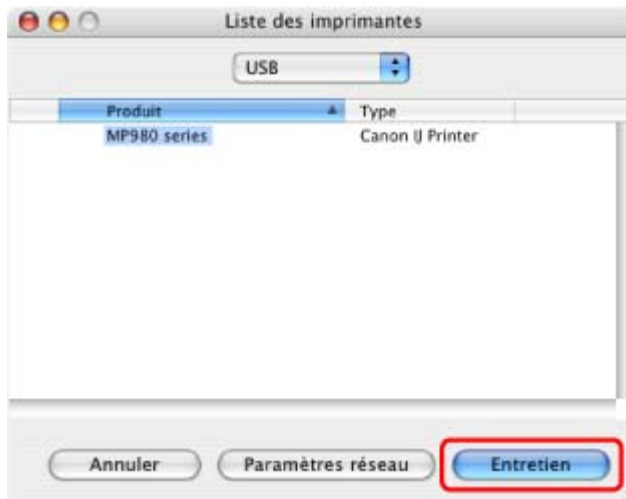 Liste des imprimantes
USB
Produit Type
MP980 series Canon IJ Printer
Annuler Paramètres réseau Entretien